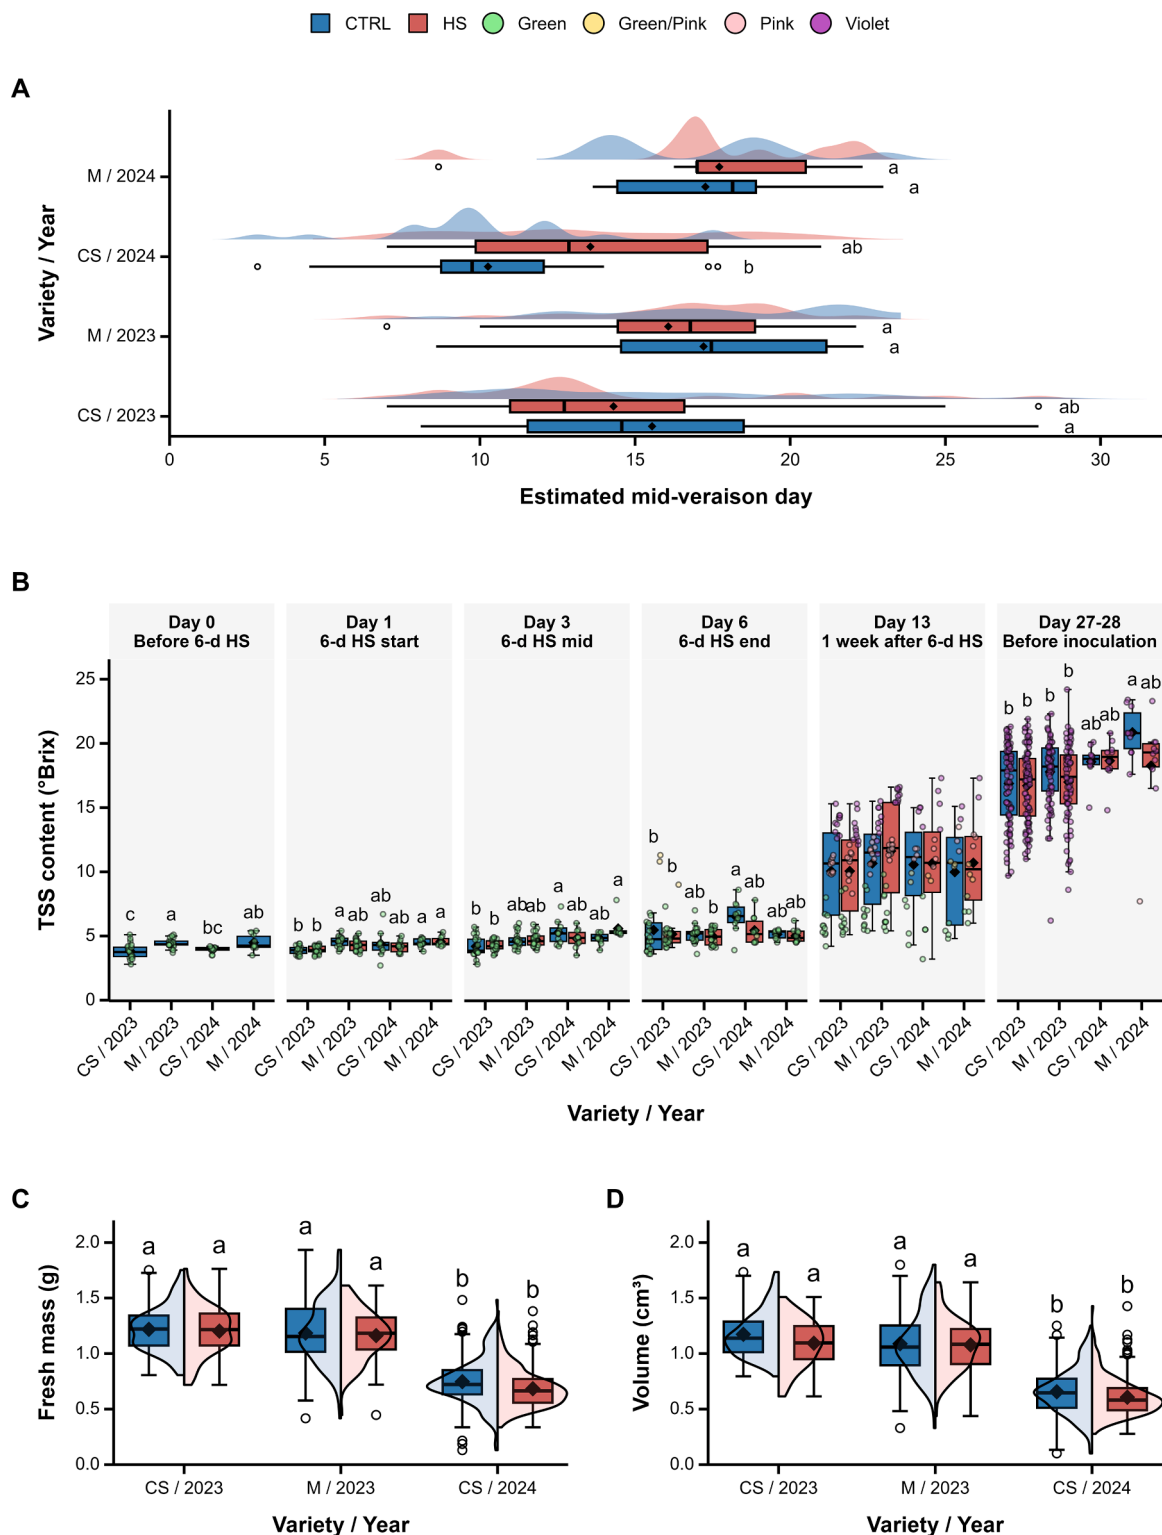 CTRL HS Green Green/Pink Pink Violet
A
Variety / Year
M / 2024
a
a
CS / 2024
ab
b
M / 2023
a
a
CS / 2023
ab
a
0 5 10 15 20 25 30
Estimated mid-veraison day
B
Day 0 Day 1 Day 3 Day 6 Day 13 Day 27-28
Before 6-d HS 6-d HS start 6-d HS mid 6-d HS end 1 week after 6-d HS Before inoculation
TSS content (°Brix)
25
20
15
10
5
0
c a bc ab
b b a ab ab ab a a
b b ab ab a ab ab a
b b ab b a ab ab ab
b b b b ab ab a ab
CS / 2023 M / 2023 CS / 2024 M / 2024 CS / 2023 M / 2023 CS / 2024 M / 2024 CS / 2023 M / 2023 CS / 2024 M / 2024 CS / 2023 M / 2023 CS / 2024 M / 2024 CS / 2023 M / 2023 CS / 2024 M / 2024 CS / 2023 M / 2023 CS / 2024 M / 2024
Variety / Year
C
Fresh mass (g)
2.0
1.5
1.0
0.5
0.0
a a a a b b
CS / 2023 M / 2023 CS / 2024
Variety / Year
D
Volume (cm³)
2.0
1.5
1.0
0.5
0.0
a a a a b b
CS / 2023 M / 2023 CS / 2024
Variety / Year